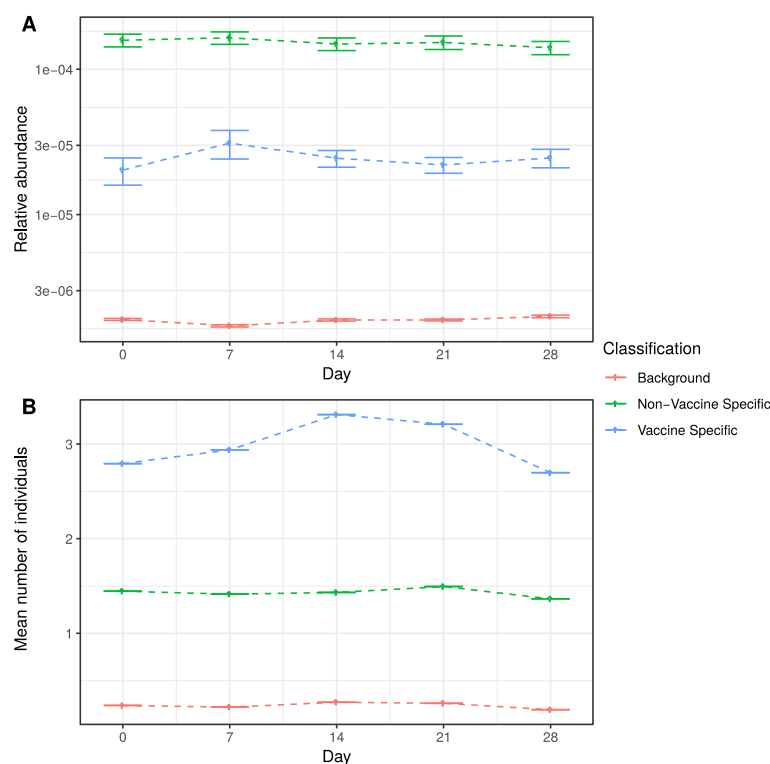 A
1e−04
3e−05
1e−05
3e−06
Relative abundance
0 7 14 21 28
Day
Classification
Background
Non−Vaccine Specific
Vaccine Specific
B
3
2
1
Mean number of individuals
0 7 14 21 28
Day